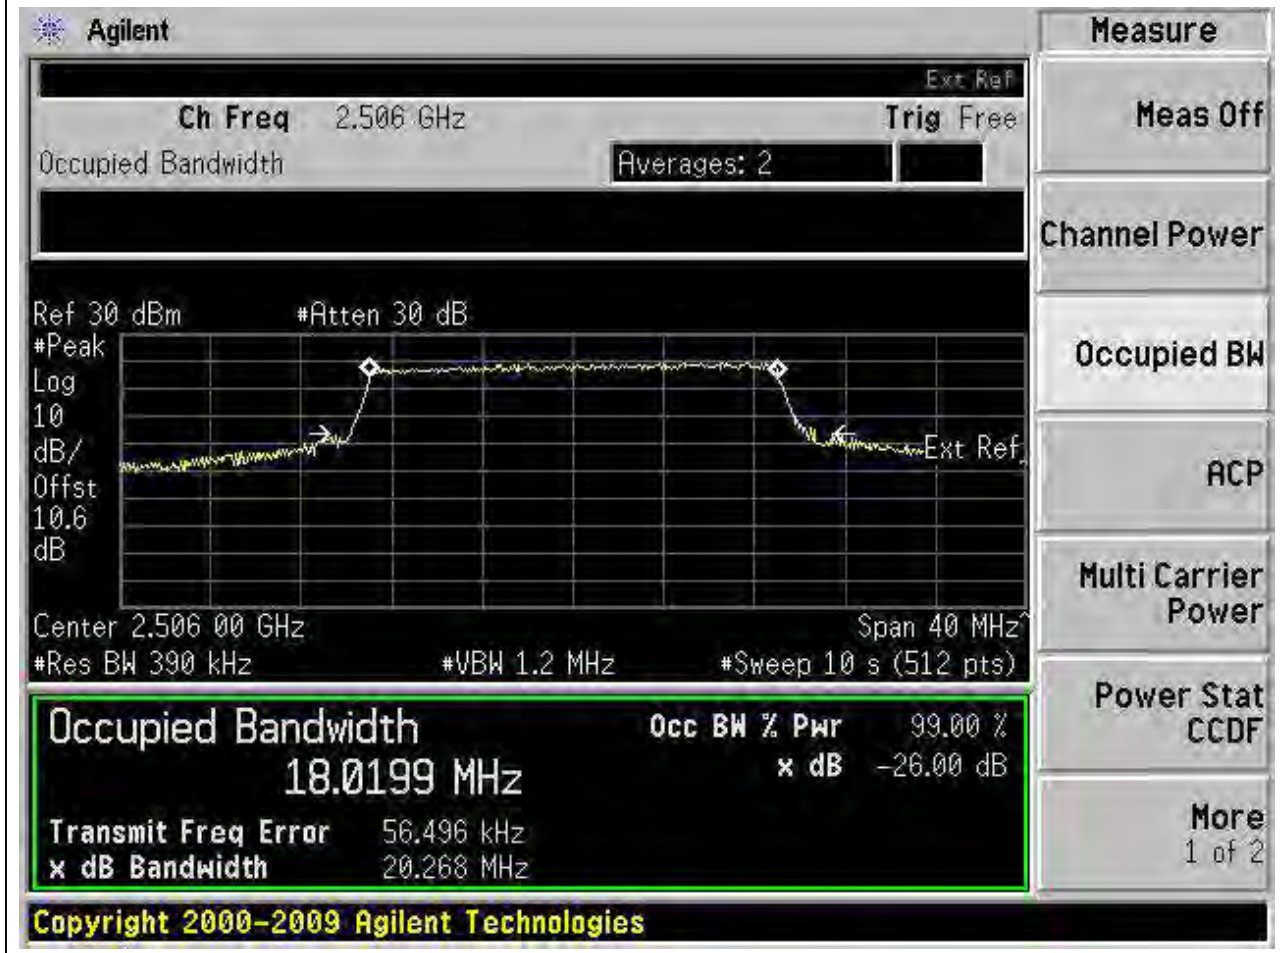 Agilent
Measure
Ext Ref
Ch Freq 2.506 GHz Trig Free
Occupied Bandwidth Averages: 2
Meas Off
Channel Power
Occupied BW
ACP
Multi Carrier
Power
Power Stat
CCDF
More
1 of 2
Ref 30 dBm #Atten 30 dB
#Peak
Log
10
dB/
Offst
10.6
dB
Ext Ref
Center 2.506 00 GHz Span 40 MHz
#Res BW 390 kHz #VBW 1.2 MHz #Sweep 10 s (512 pts)
Occupied Bandwidth Occ BW % Pwr 99.00 %
18.0199 MHz x dB -26.00 dB
Transmit Freq Error 56.496 kHz
x dB Bandwidth 20.268 MHz
Copyright 2000-2009 Agilent Technologies